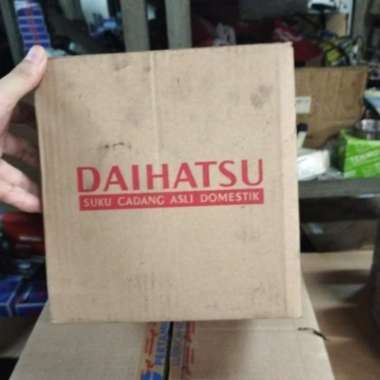 DAIHATSU
SUKU CADANG ASLI DOMESTIK